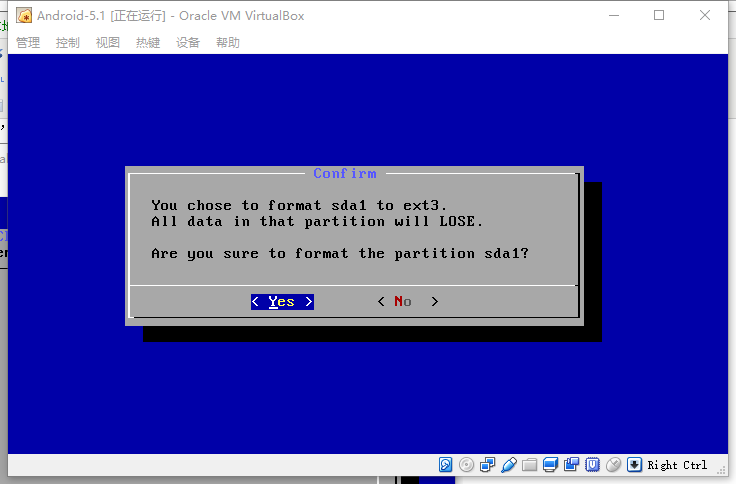 Android-5.1 [正在运行] - Oracle VM VirtualBox
管理 控制 视图 热键 设备 帮助
Confirm
You chose to format sda1 to ext3.
All data in that partition will LOSE.
Are you sure to format the partition sda1?
< Yes > < No >
Right Ctrl